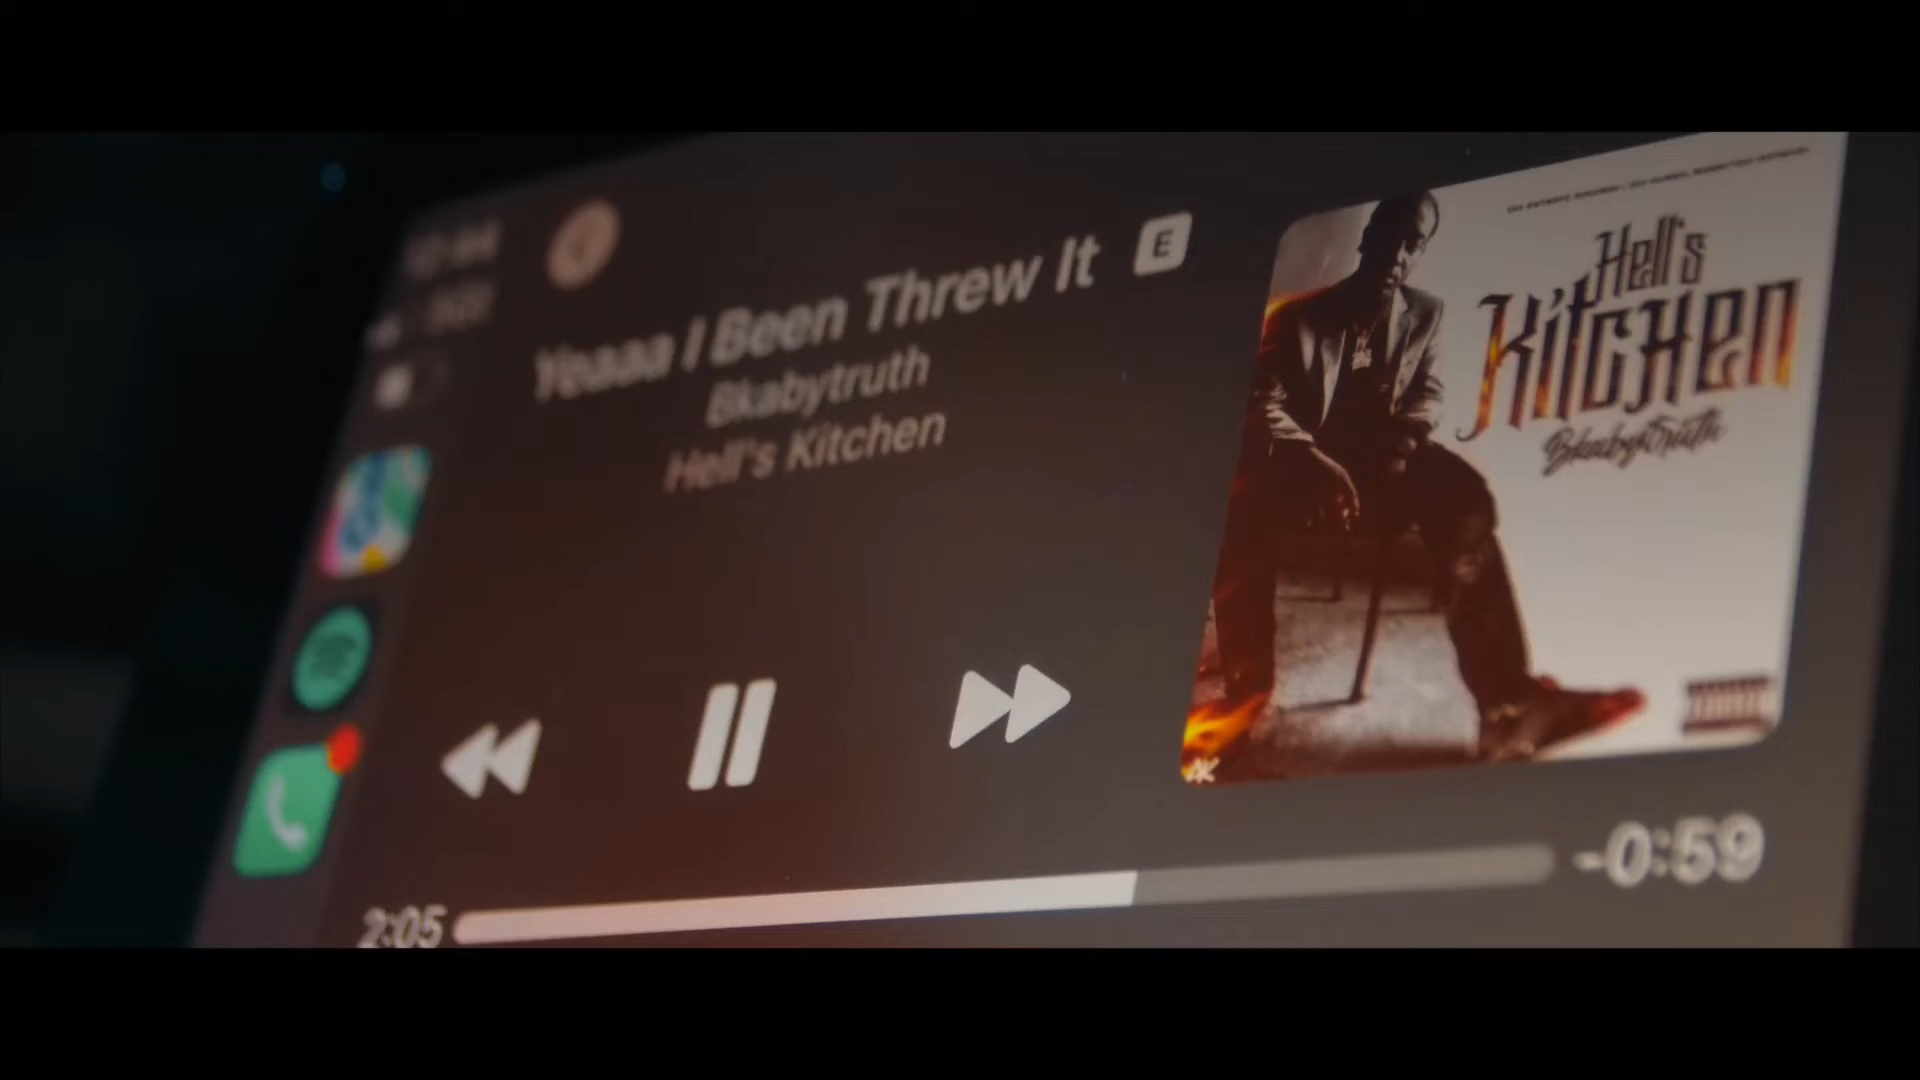 Yeaaa I Been Threw It E
Bkabytruth
Hell's Kitchen
Hell's
Kitchen
Bkabytruth
2:05
-0:59